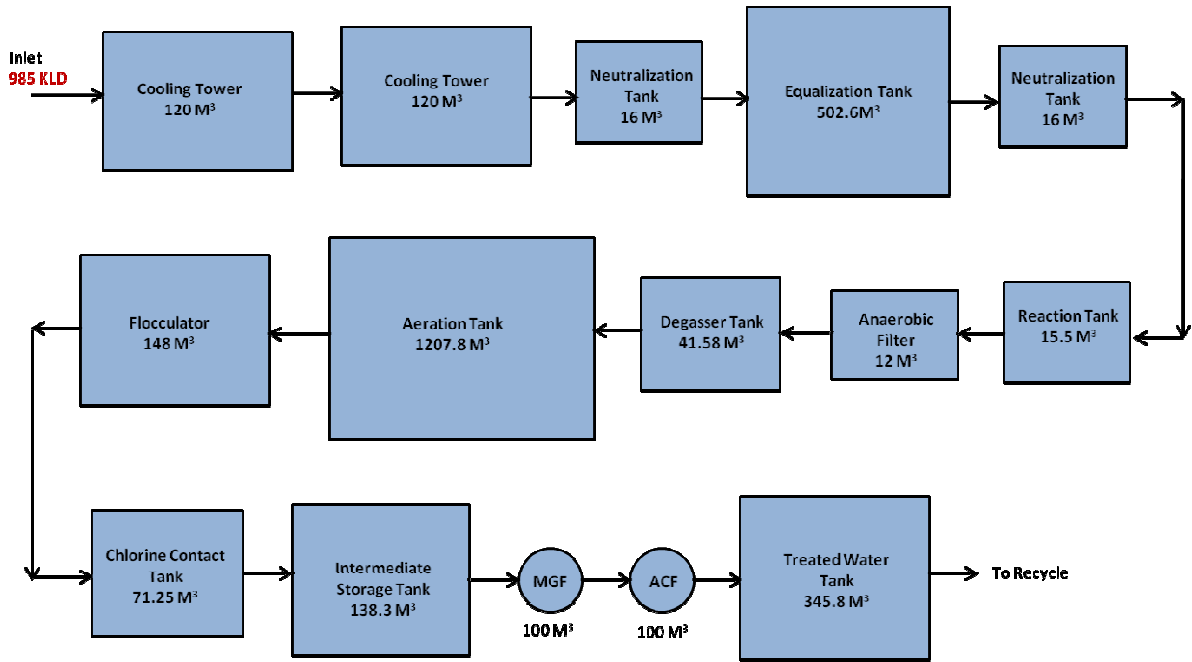 Inlet
985 KLD
Cooling Tower
120 M³
Cooling Tower
120 M³
Neutralization
Tank
16 M³
Equalization Tank
502.6M³
Neutralization
Tank
16 M³
Flocculator
148 M³
Aeration Tank
1207.8 M³
Degasser Tank
41.58 M³
Anaerobic
Filter
12 M³
Reaction Tank
15.5 M³
Chlorine Contact
Tank
71.25 M³
Intermediate
Storage Tank
138.3 M³
MGF
100 M³
ACF
100 M³
Treated Water
Tank
345.8 M³
To Recycle